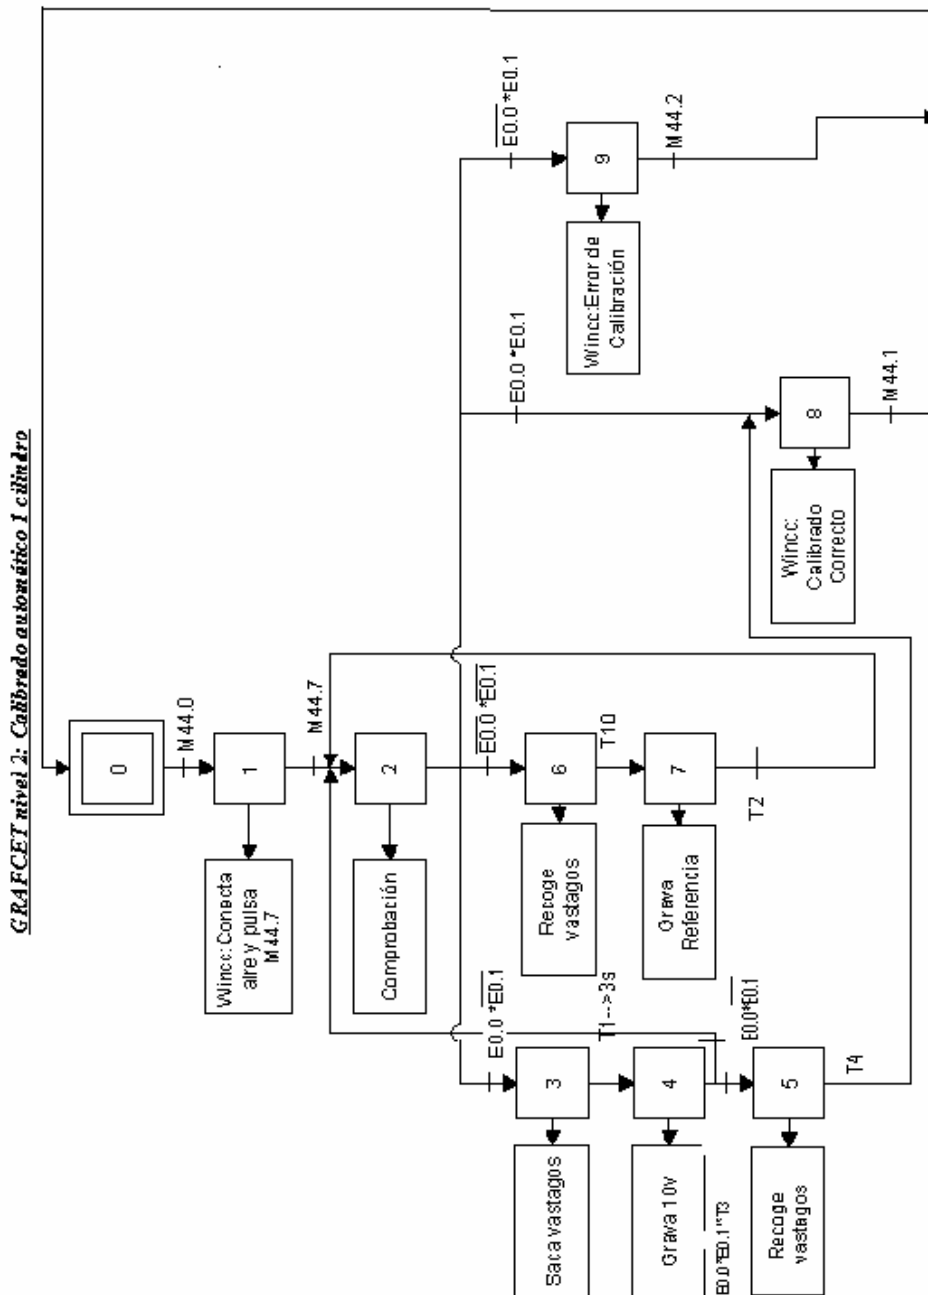 GRAFCET nivel 2: Calibrado automático 1 cilindro
0
M44.0
1
Wincc:Conecta
aire y pulsa
M44.7
M44.7
2
Comprobación
E0.0*E0.1
3
Saca vastagos
T1-->3s
4
Grava 10v
E0.0*E0.1*T3
E0.0*E0.1
5
Recoge
vastagos
T4
E0.0*E0.1
6
Recoge
vastagos
T10
7
Grava
Referencia
T2
E0.0*E0.1
8
Wincc:
Calibrado
Correcto
M44.1
E0.0*E0.1
9
Wincc:Error de
Calibración
M44.2